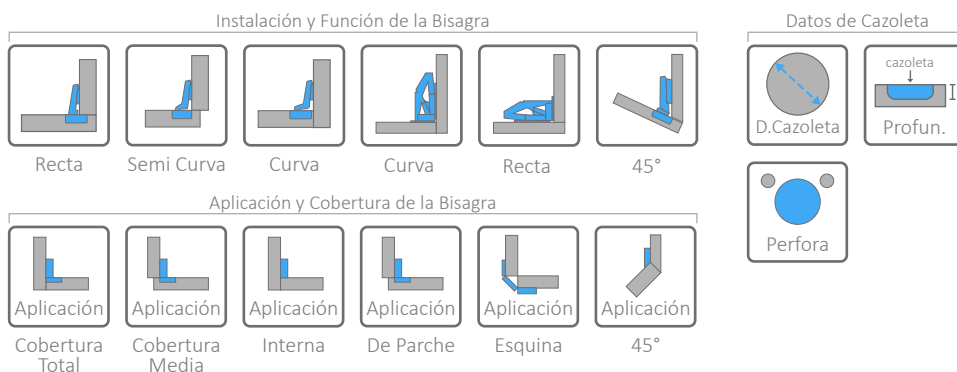 Instalación y Función de la Bisagra
Recta
Semi Curva
Curva
Curva
Recta
45°
Datos de Cazoleta
D.Cazoleta
cazoleta
Profun.
Perfora
Aplicación y Cobertura de la Bisagra
Aplicación
Aplicación
Aplicación
Aplicación
Aplicación
Aplicación
Cobertura
Total
Cobertura
Media
Interna
De Parche
Esquina
45°